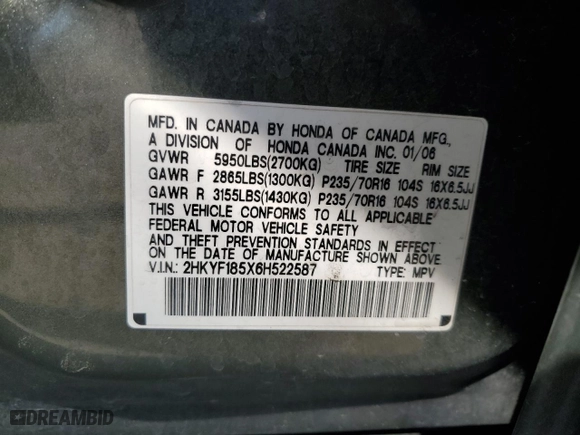 MFD. IN CANADA BY HONDA OF CANADA MFG.,
A DIVISION OF HONDA CANADA INC. 01/06
GVWR 5950LBS(2700KG) TIRE SIZE RIM SIZE
GAWR F 2865LBS(1300KG) P235/70R16 104S 16X6.5JJ
GAWR R 3155LBS(1430KG) P235/70R16 104S 16X6.5JJ
THIS VEHICLE CONFORMS TO ALL APPLICABLE
FEDERAL MOTOR VEHICLE SAFETY
AND THEFT PREVENTION STANDARDS IN EFFECT
ON THE DATE OF MANUFACTURE SHOWN ABOVE.
V.I.N.: 2HKYF185X6H522587 TYPE: MPV
DREAMBID